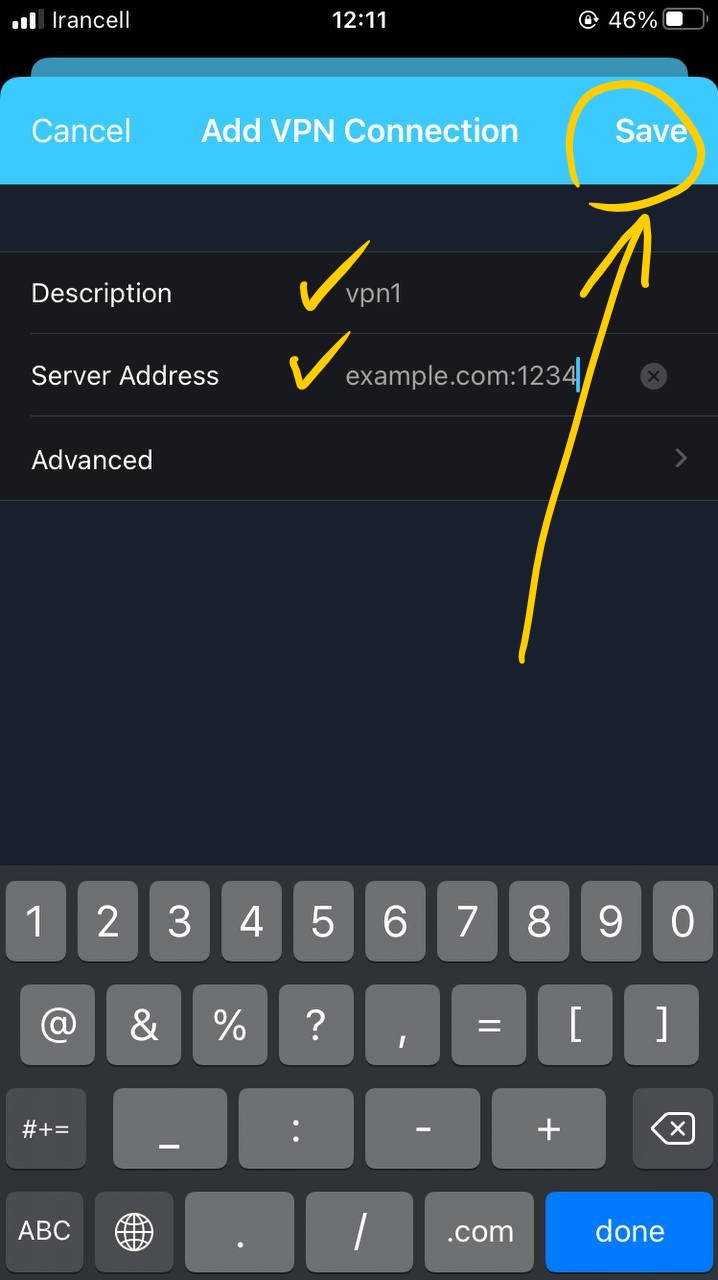 Irancell 12:11 46%
Cancel Add VPN Connection Save
Description vpn1
Server Address example.com:1234
Advanced
1 2 3 4 5 6 7 8 9 0
@ & % ? , = [ ]
#+= _ : - +
ABC . / .com done